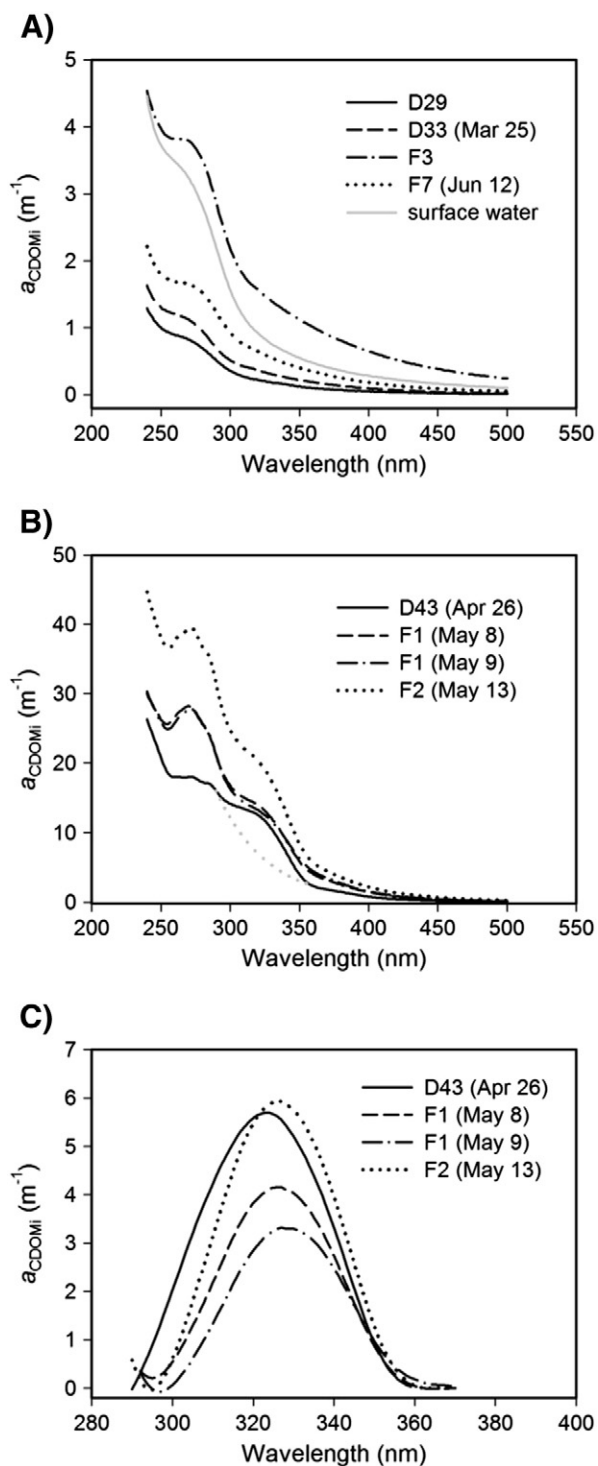 A)
5
4
3
2
1
0
a_CDOMi (m⁻¹)
D29
D33 (Mar 25)
F3
F7 (Jun 12)
surface water
200 250 300 350 400 450 500 550
Wavelength (nm)
B)
50
40
30
20
10
0
a_CDOMi (m⁻¹)
D43 (Apr 26)
F1 (May 8)
F1 (May 9)
F2 (May 13)
200 250 300 350 400 450 500 550
Wavelength (nm)
C)
7
6
5
4
3
2
1
0
a_CDOMi (m⁻¹)
D43 (Apr 26)
F1 (May 8)
F1 (May 9)
F2 (May 13)
280 300 320 340 360 380 400
Wavelength (nm)